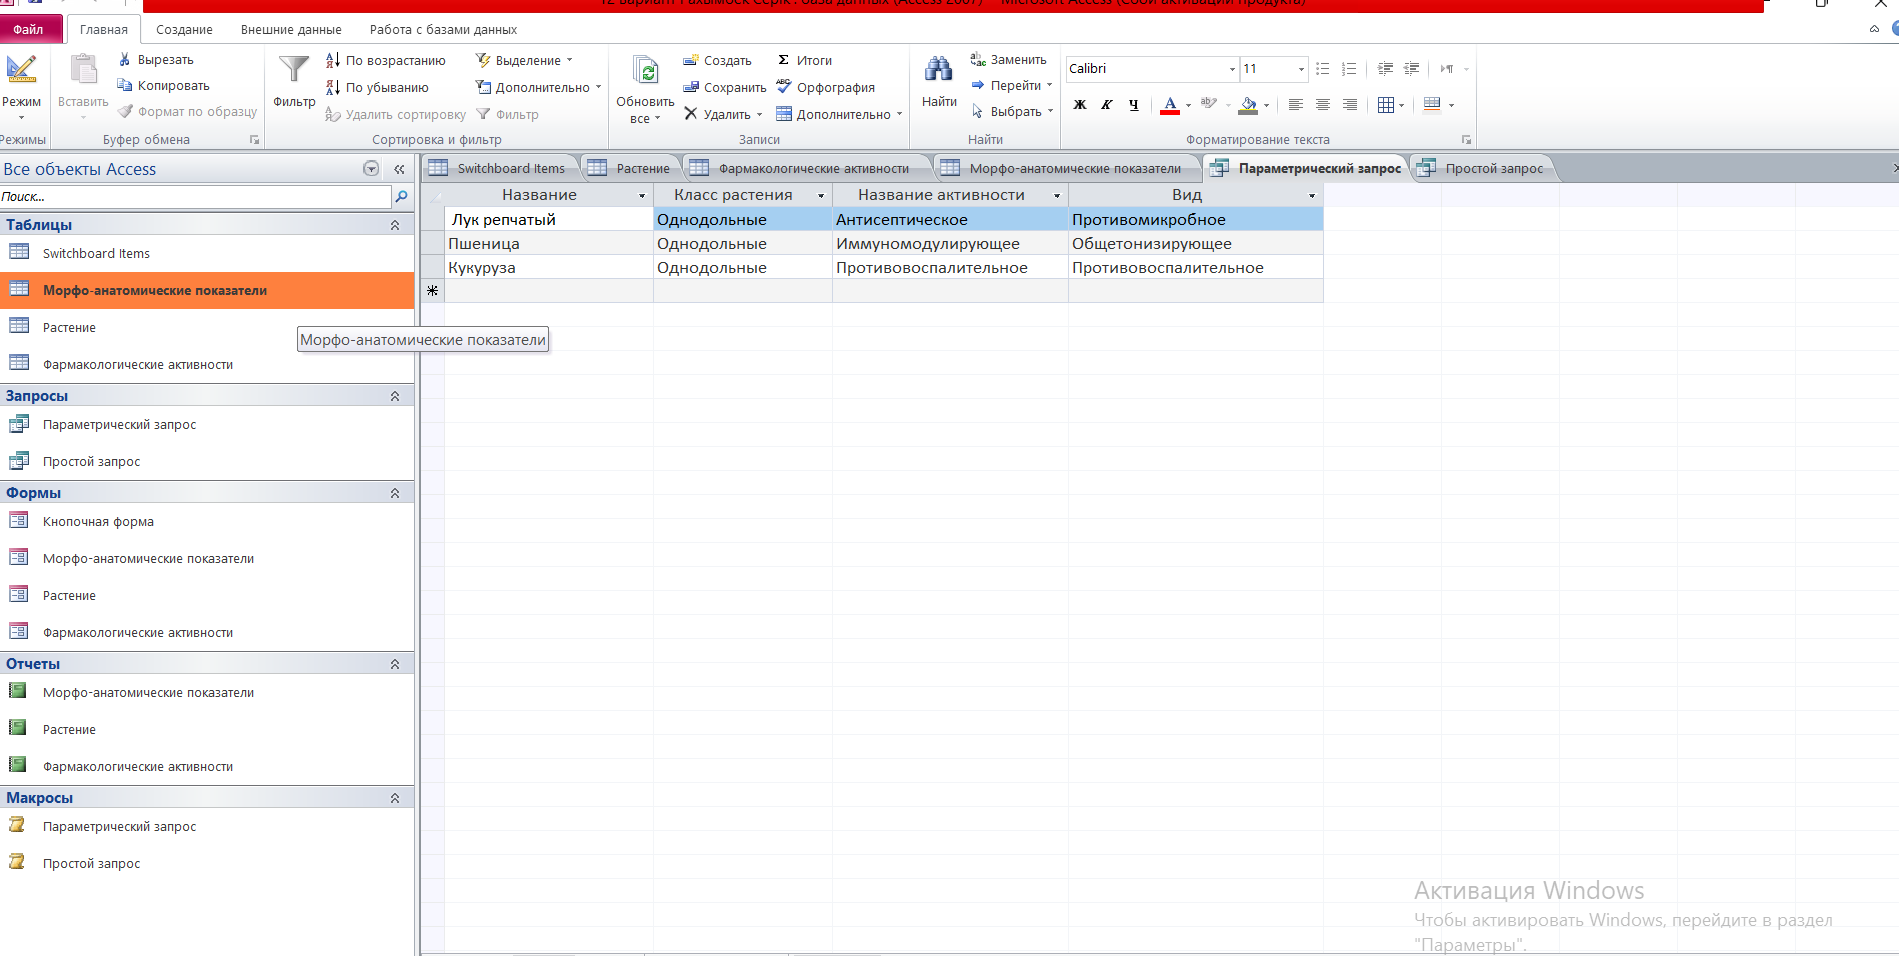 Файл Главная Создание Внешние данные Работа с базами данных
Режим
Режимы
Вставить
Вырезать
Копировать
Формат по образцу
Буфер обмена
Фильтр
По возрастанию
По убыванию
Удалить сортировку
Выделение
Дополнительно
Фильтр
Сортировка и фильтр
Обновить
все
Создать
Сохранить
Удалить
Итоги
Орфография
Дополнительно
Записи
Найти
Заменить
Перейти
Выбрать
Найти
Calibri 11
Ж К Ч А
Форматирование текста
Все объекты Access
Поиск...
Таблицы
Switchboard Items
Морфо-анатомические показатели
Растение
Фармакологические активности
Запросы
Параметрический запрос
Простой запрос
Формы
Кнопочная форма
Морфо-анатомические показатели
Растение
Фармакологические активности
Отчеты
Морфо-анатомические показатели
Растение
Фармакологические активности
Макросы
Параметрический запрос
Простой запрос
Морфо-анатомические показатели
Switchboard Items Растение Фармакологические активности Морфо-анатомические показатели Параметрический запрос Простой запрос
Название Класс растения Название активности Вид
Лук репчатый Однодольные Антисептическое Противомикробное
Пшеница Однодольные Иммуномодулирующее Общетонизирующее
Кукуруза Однодольные Противовоспалительное Противовоспалительное
Активация Windows
Чтобы активировать Windows, перейдите в раздел
"Параметры".